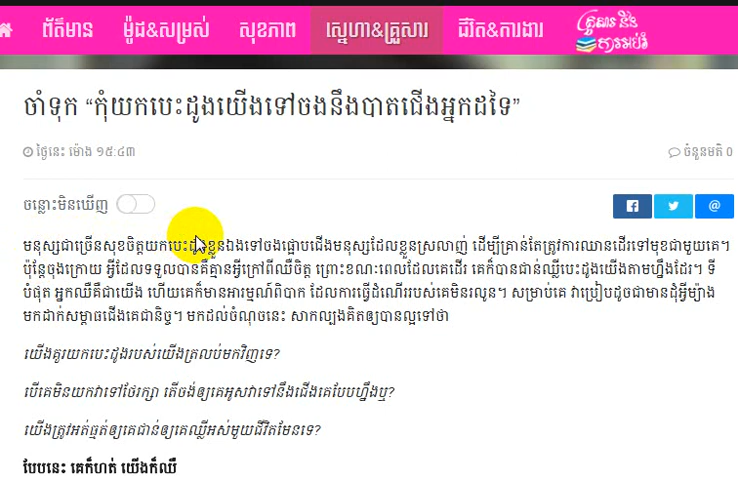 ព័ត៌មាន ម៉ូដ&សម្រស់ សុខភាព ស្នេហា&គ្រួសារ ជីវិត&ការងារ គ្រួសារ និង ការអប់រំ
ចាំទុក “កុំយកបេះដូងយើងទៅចងនឹងបាតជើងអ្នកដទៃ”
ថ្ងៃនេះ ម៉ោង ១៥:៤៣ ចំនួនមតិ 0
ចន្លោះមិនឃើញ
មនុស្សជាច្រើនសុខចិត្តយកបេះដូងខ្លួនឯងទៅចងផ្អោបជើងមនុស្សដែលខ្លួនស្រលាញ់ ដើម្បីគ្រាន់តែត្រូវការឈានដើរទៅមុខជាមួយគេ។
ប៉ុន្តែចុងក្រោយ អ្វីដែលទទួលបានគឺគ្មានអ្វីក្រៅពីឈឺចិត្ត ព្រោះខណៈពេលដែលគេដើរ គេក៏បានជាន់ឈ្លីបេះដូងយើងតាមហ្នឹងដែរ។ ទី
បំផុត អ្នកឈឺគឺជាយើង ហើយគេក៏មានអារម្មណ៍ពិបាក ដែលការធ្វើដំណើររបស់គេមិនរលូន។ សម្រាប់គេ វាប្រៀបដូចជាមានដុំអ្វីម្យ៉ាង
មកដាក់សម្ពាធជើងគេជានិច្ច។ មកដល់ចំណុចនេះ សាកល្បងគិតឲ្យបានល្អទៅថា
យើងគួរយកបេះដូងរបស់យើងត្រលប់មកវិញទេ?
បើគេមិនយកវាទៅថែរក្សា តើចង់ឲ្យគេអូសវាទៅនឹងជើងគេបែបហ្នឹងឬ?
យើងត្រូវអត់ធ្មត់ឲ្យគេជាន់ឲ្យគេឈ្លីអស់មួយជីវិតមែនទេ?
បែបនេះ គេក៏ហត់ យើងក៏ឈឺ